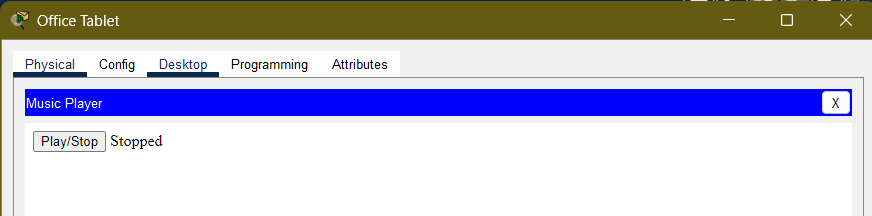 Office Tablet
Physical Config Desktop Programming Attributes
Music Player X
Play/Stop Stopped